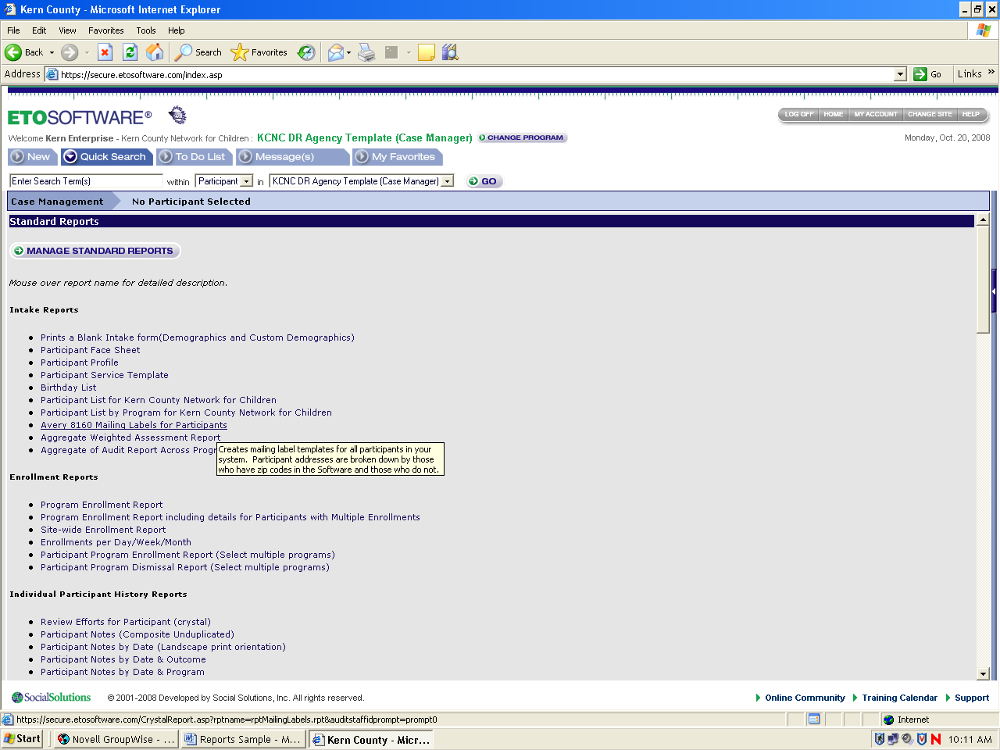 Kern County - Microsoft Internet Explorer
File Edit View Favorites Tools Help
Back Search Favorites
Address https://secure.etosoftware.com/index.asp Go Links »
ETOSOFTWARE®
LOG OFF HOME MY ACCOUNT CHANGE SITE HELP
Welcome Kern Enterprise - Kern County Network for Children : KCNC DR Agency Template (Case Manager) CHANGE PROGRAM Monday, Oct. 20, 2008
New Quick Search To Do List Message(s) My Favorites
Enter Search Term(s) within Participant in KCNC DR Agency Template (Case Manager) GO
Case Management No Participant Selected
Standard Reports
MANAGE STANDARD REPORTS
Mouse over report name for detailed description.
Intake Reports
Prints a Blank Intake form(Demographics and Custom Demographics)
Participant Face Sheet
Participant Profile
Participant Service Template
Birthday List
Participant List for Kern County Network for Children
Participant List by Program for Kern County Network for Children
Avery 8160 Mailing Labels for Participants
Aggregate Weighted Assessment Report
Aggregate of Audit Report Across Progr
Creates mailing label templates for all participants in your
system. Participant addresses are broken down by those
who have zip codes in the Software and those who do not.
Enrollment Reports
Program Enrollment Report
Program Enrollment Report including details for Participants with Multiple Enrollments
Site-wide Enrollment Report
Enrollments per Day/Week/Month
Participant Program Enrollment Report (Select multiple programs)
Participant Program Dismissal Report (Select multiple programs)
Individual Participant History Reports
Review Efforts for Participant (crystal)
Participant Notes (Composite Unduplicated)
Participant Notes by Date (Landscape print orientation)
Participant Notes by Date & Outcome
Participant Notes by Date & Program
SocialSolutions © 2001-2008 Developed by Social Solutions, Inc. All rights reserved. Online Community Training Calendar Support
https://secure.etosoftware.com/CrystalReport.asp?rptname=rptMailingLabels.rpt&auditstaffidprompt=prompt0 Internet
Start Novell GroupWise - ... Reports Sample - M... Kern County - Micr... 10:11 AM